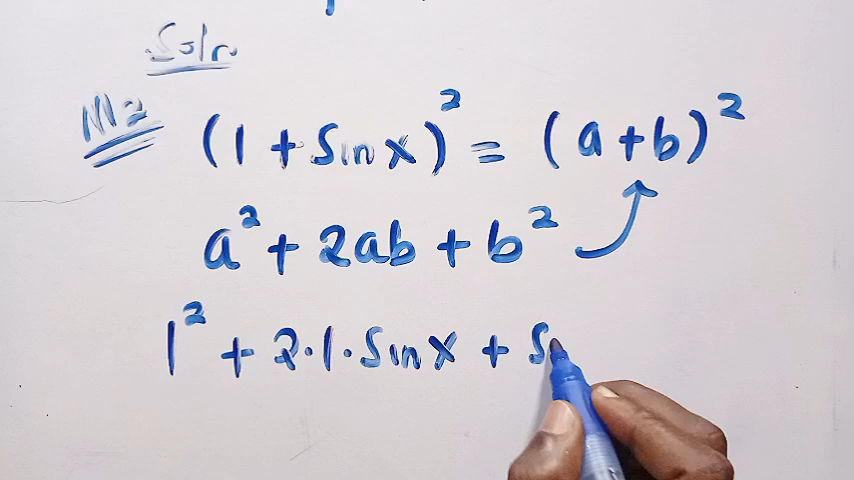 Soln
M2 (1 + Sinx)² = (a + b)²
a² + 2ab + b²
1² + 2·1·Sinx + S